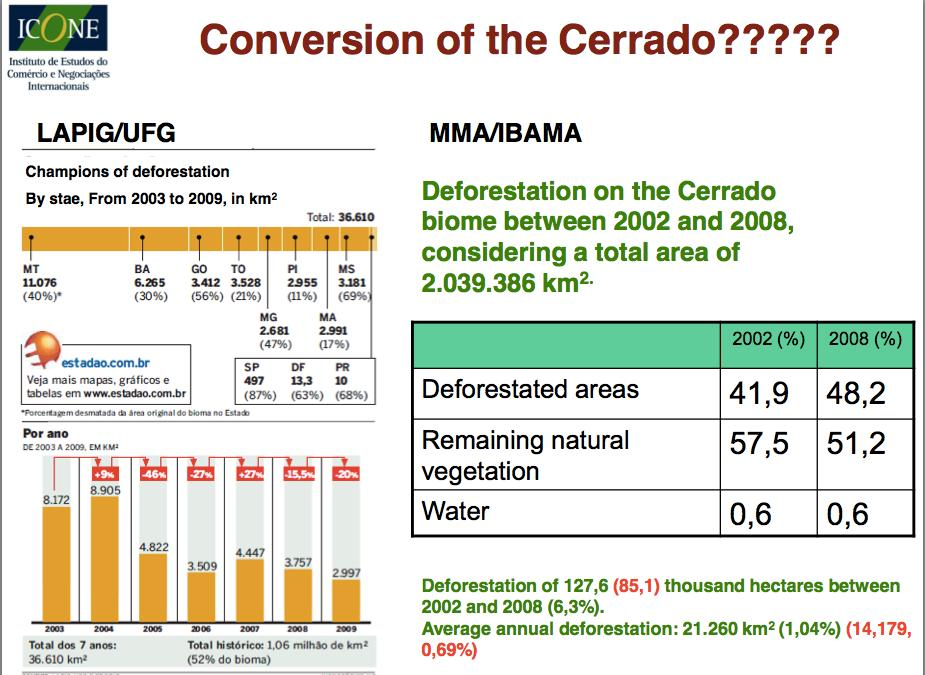 ICONE
Instituto de Estudos do
Comércio e Negociações
Internacionais
Conversion of the Cerrado?????
LAPIG/UFG
Champions of deforestation
By stae, From 2003 to 2009, in km²
Total: 36.610
MT
11.076
(40%)*
BA
6.265
(30%)
GO
3.412
(56%)
TO
3.528
(21%)
PI
2.955
(11%)
MS
3.181
(69%)
MG
2.681
(47%)
MA
2.991
(17%)
SP
497
(87%)
DF
13,3
(63%)
PR
10
(68%)
estadao.com.br
Veja mais mapas, gráficos e
tabelas em www.estadao.com.br
*Porcentagem desmatada da área original do bioma no Estado
Por ano
DE 2003 A 2009, EM KM²
+9% -46% -27% +27% -15,5% -20%
8.172 8.905 4.822 3.509 4.447 3.757 2.997
2003 2004 2005 2006 2007 2008 2009
Total dos 7 anos:
36.610 km²
Total histórico: 1,06 milhão de km²
(52% do bioma)
MMA/IBAMA
Deforestation on the Cerrado
biome between 2002 and 2008,
considering a total area of
2.039.386 km².
2002 (%) 2008 (%)
Deforestated areas 41,9 48,2
Remaining natural
vegetation 57,5 51,2
Water 0,6 0,6
Deforestation of 127,6 (85,1) thousand hectares between
2002 and 2008 (6,3%).
Average annual deforestation: 21.260 km² (1,04%) (14,179,
0,69%)